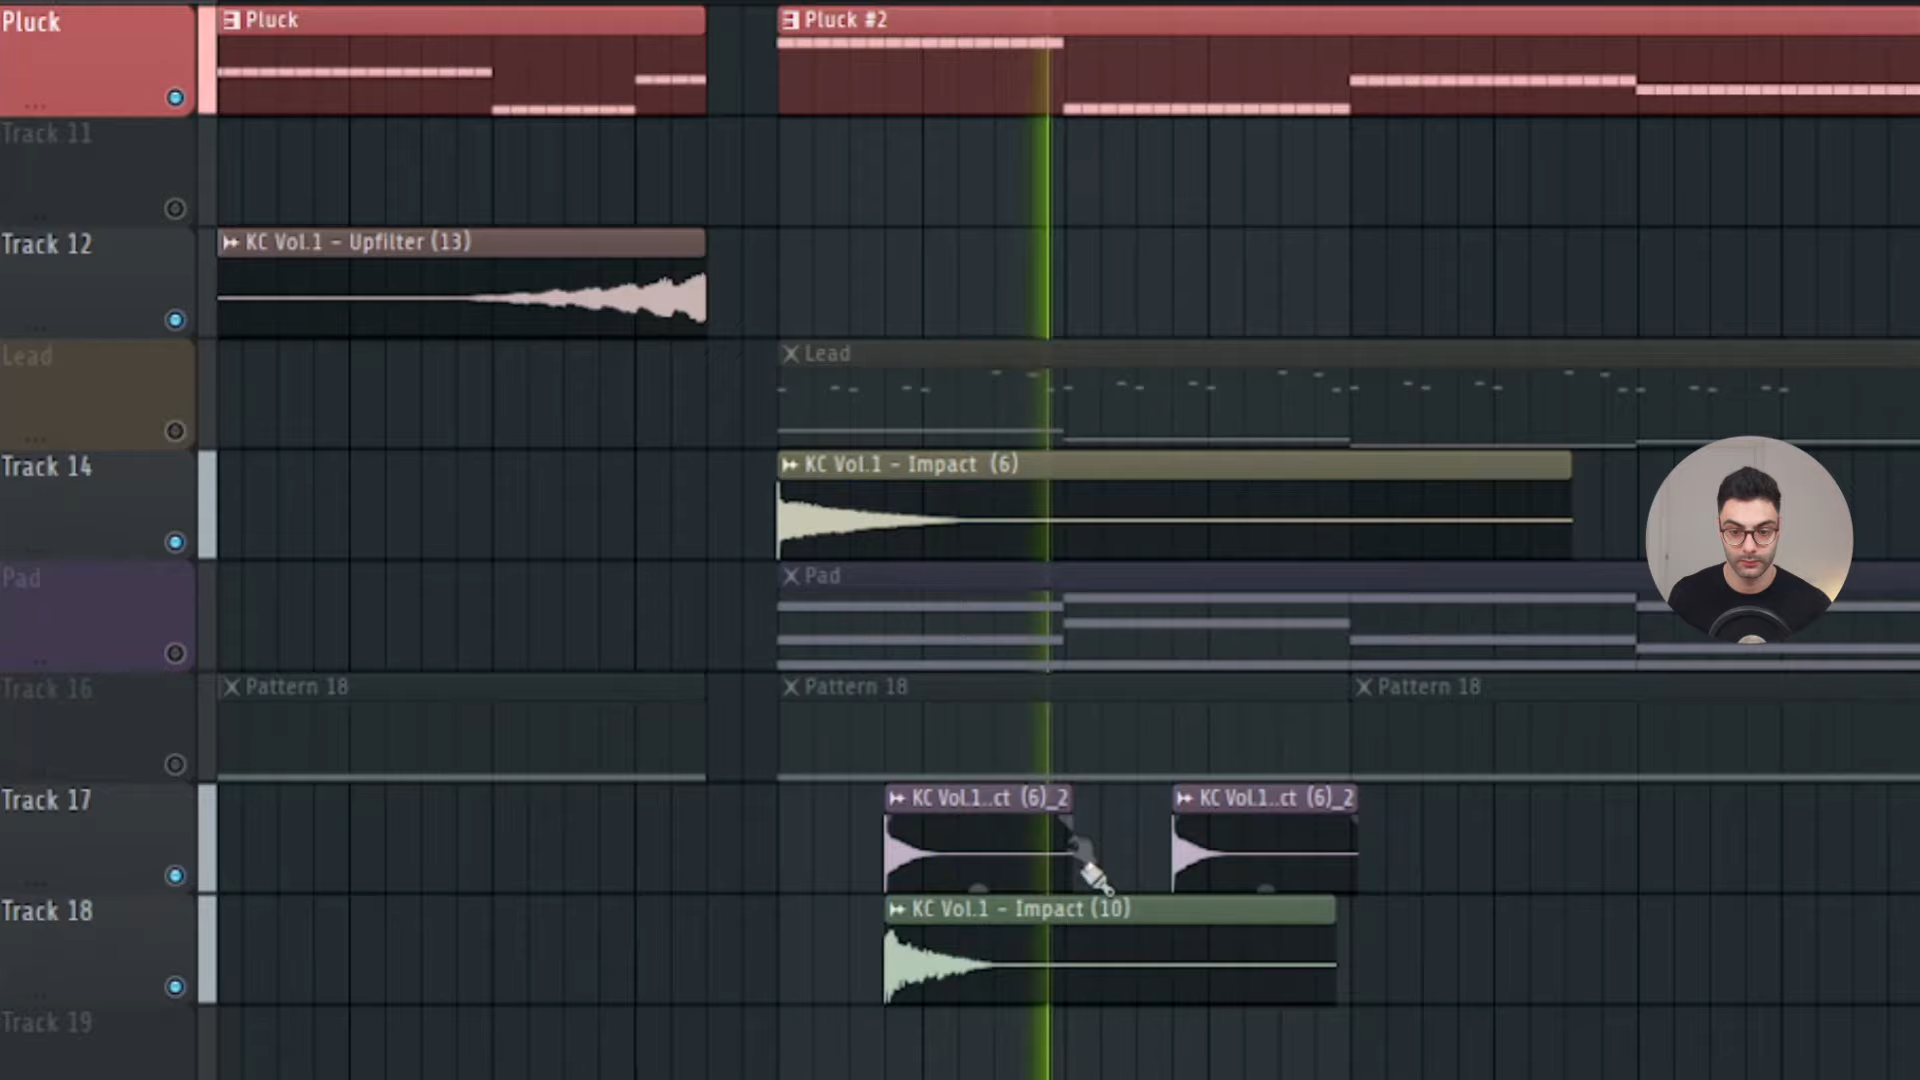 Pluck
Pluck
Pluck #2
Track 11
Track 12
KC Vol.1 - Upfilter (13)
Lead
Lead
Track 14
KC Vol.1 - Impact (6)
Pad
Pad
Track 16
Pattern 18
Pattern 18
Pattern 18
Track 17
KC Vol.1..ct (6)_2
KC Vol.1..ct (6)_2
Track 18
KC Vol.1 - Impact (10)
Track 19